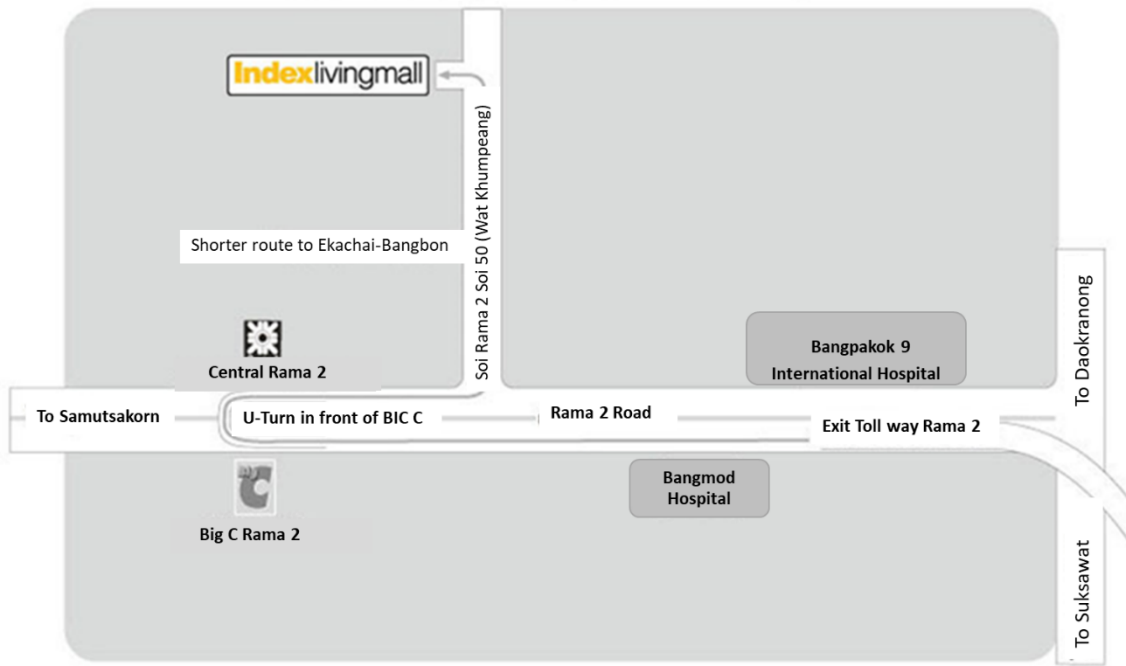 Indexlivingmall
Soi Rama 2 Soi 50 (Wat Khumpeang)
Shorter route to Ekachai-Bangbon
To Daokranong
Bangpakok 9
International Hospital
Central Rama 2
To Samutsakorn
U-Turn in front of BIC C
Rama 2 Road
Exit Toll way Rama 2
Bangmod
Hospital
Big C Rama 2
To Suksawat